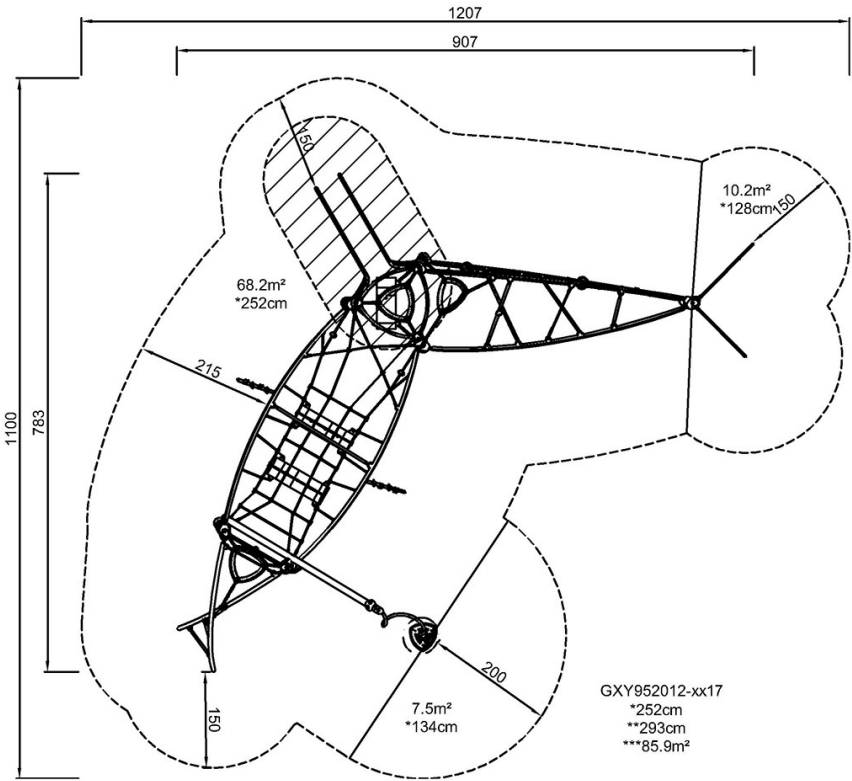 1207
907
150
10.2m²
*128cm
150
68.2m²
*252cm
215
1100
783
200
GXY952012-xx17
*252cm
**293cm
***85.9m²
7.5m²
*134cm
150